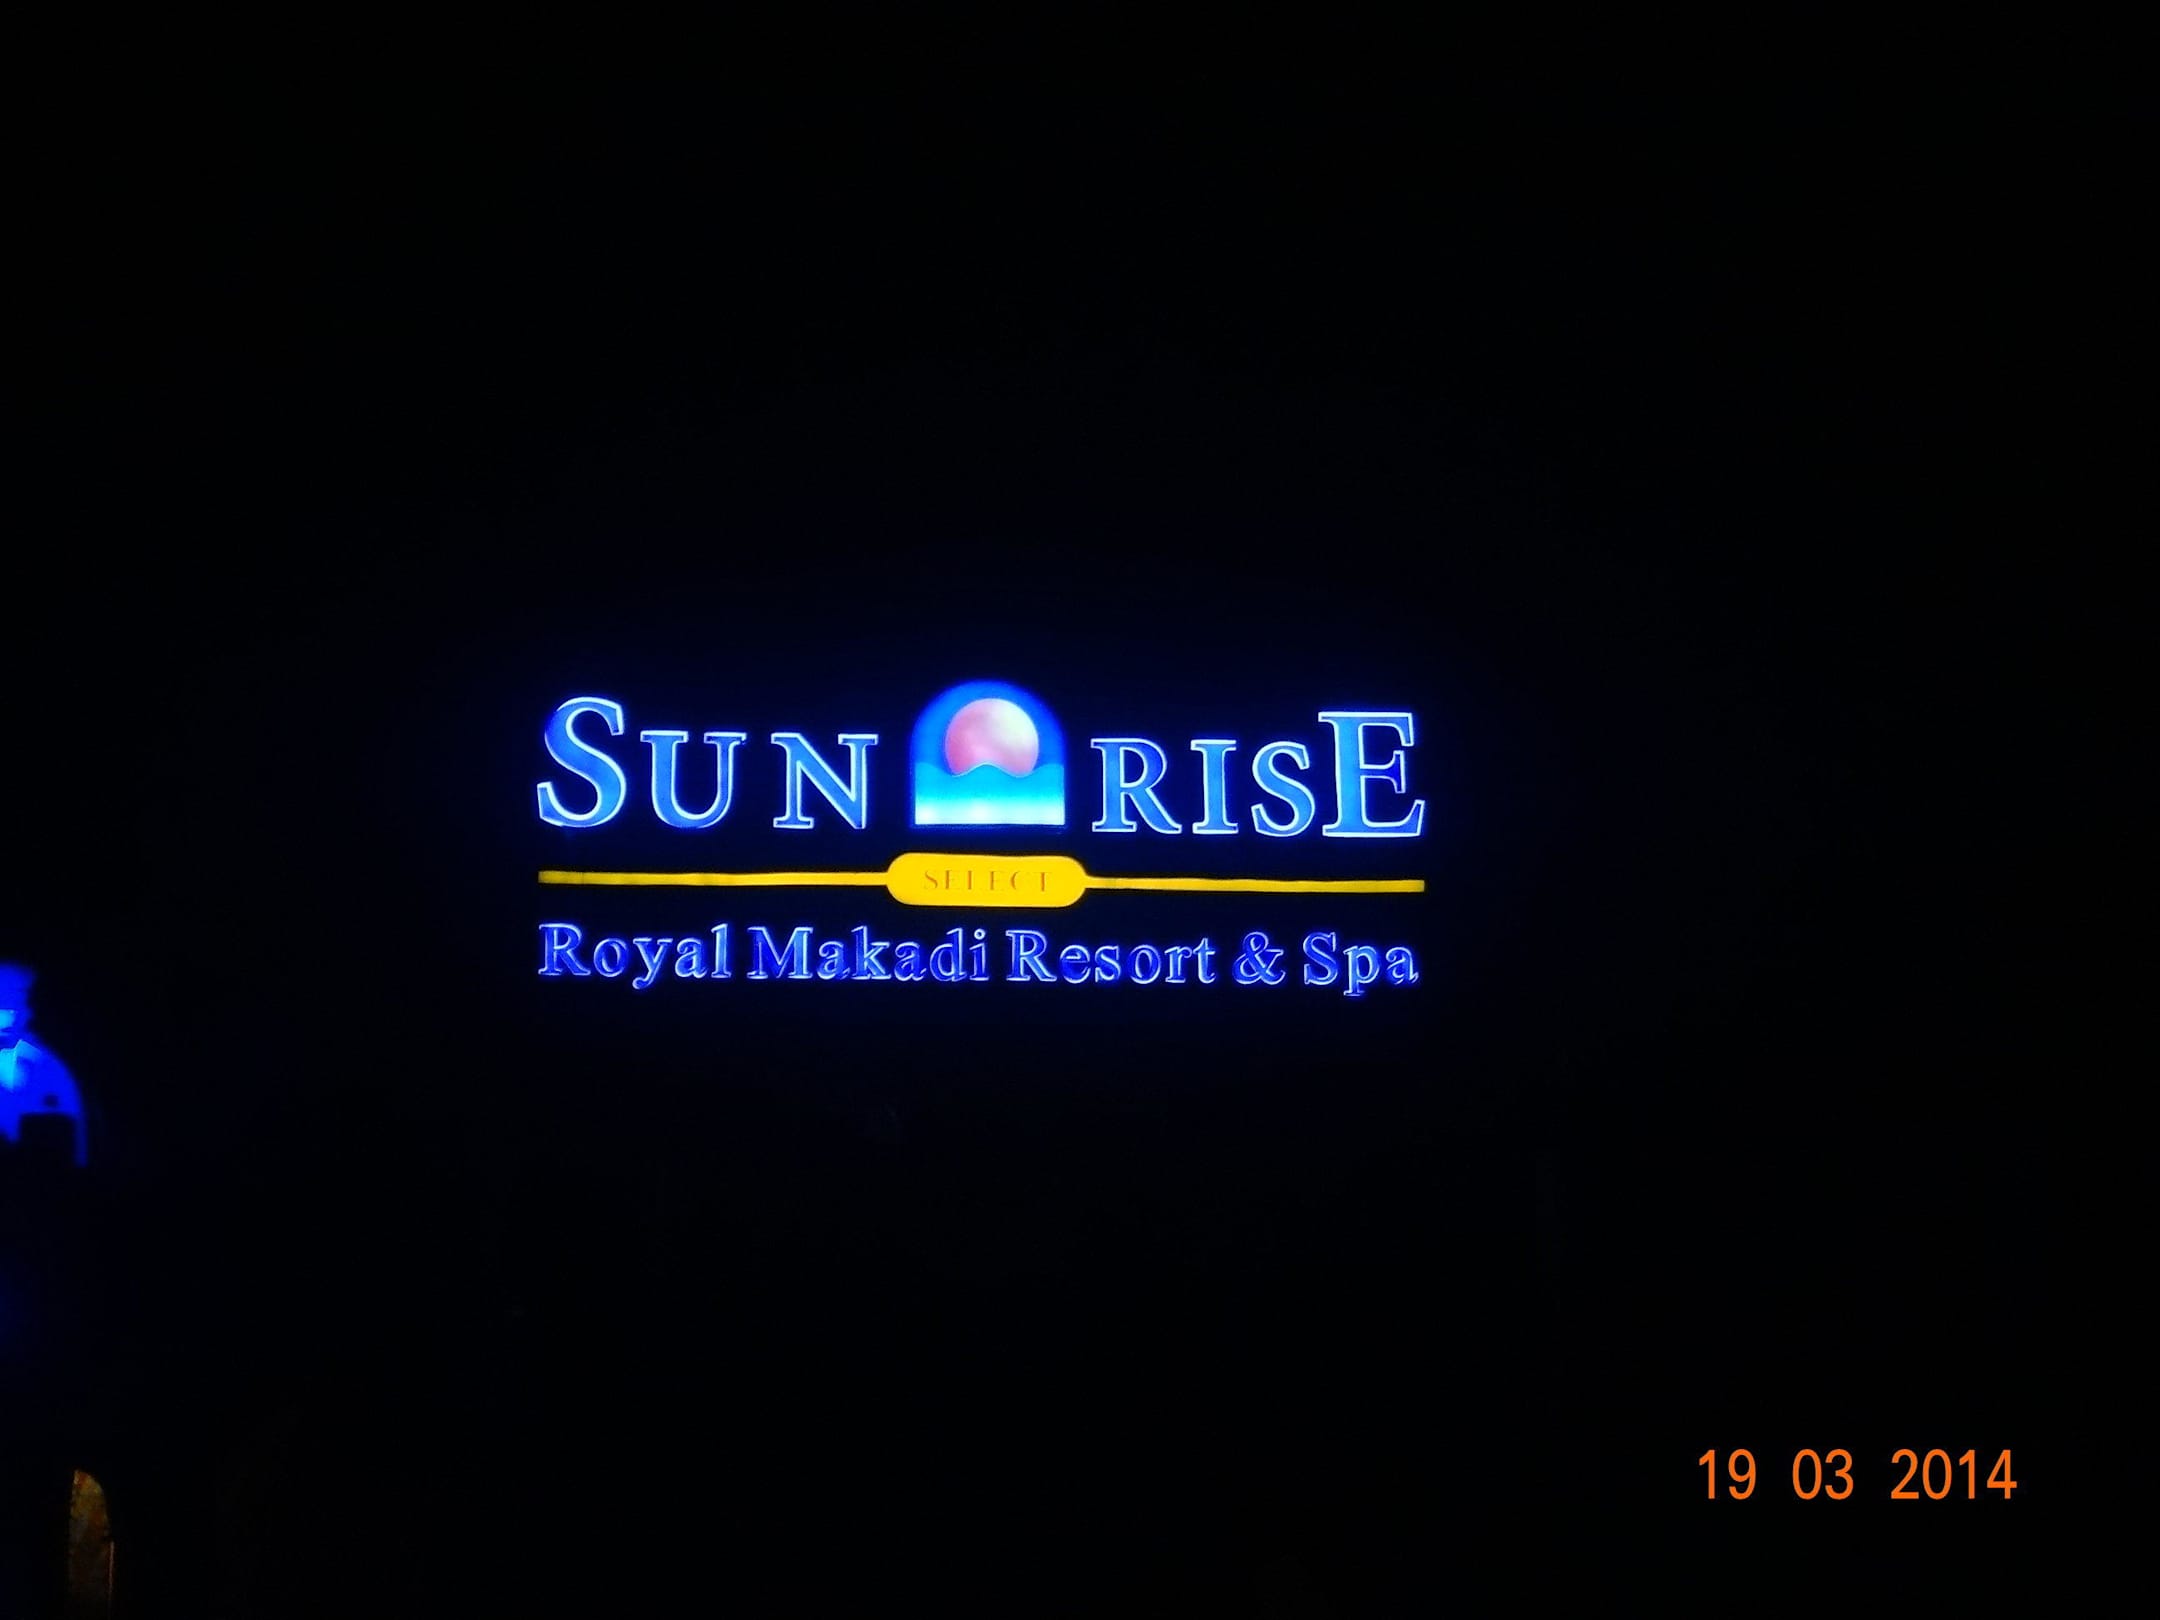 SUN RISE
SELECT
Royal Makadi Resort & Spa
19 03 2014